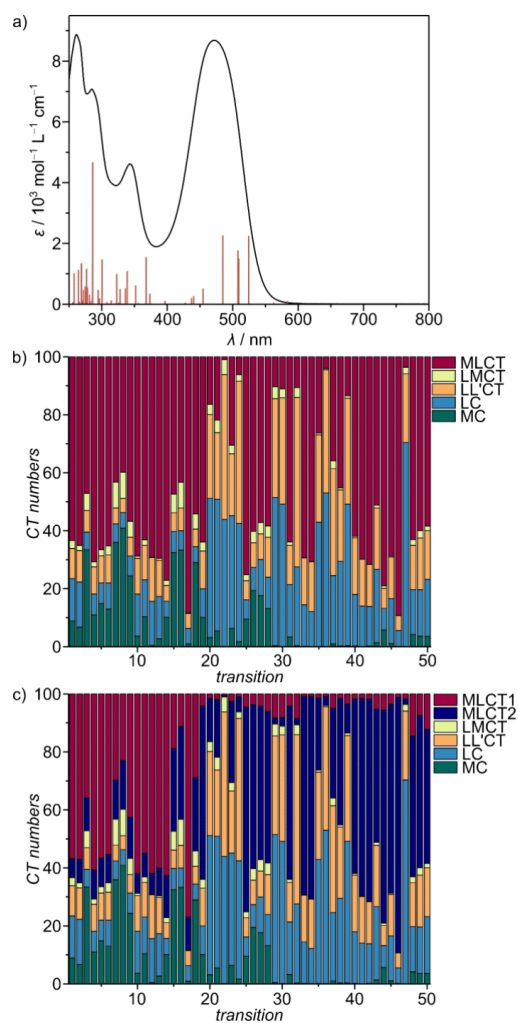 a)
ε / 10³ mol⁻¹ L⁻¹ cm⁻¹
8
6
4
2
0
300 400 500 600 700 800
λ / nm
b)
CT numbers
100
80
60
40
20
0
10 20 30 40 50
transition
MLCT
LMCT
LL'CT
LC
MC
c)
CT numbers
100
80
60
40
20
0
10 20 30 40 50
transition
MLCT1
MLCT2
LMCT
LL'CT
LC
MC